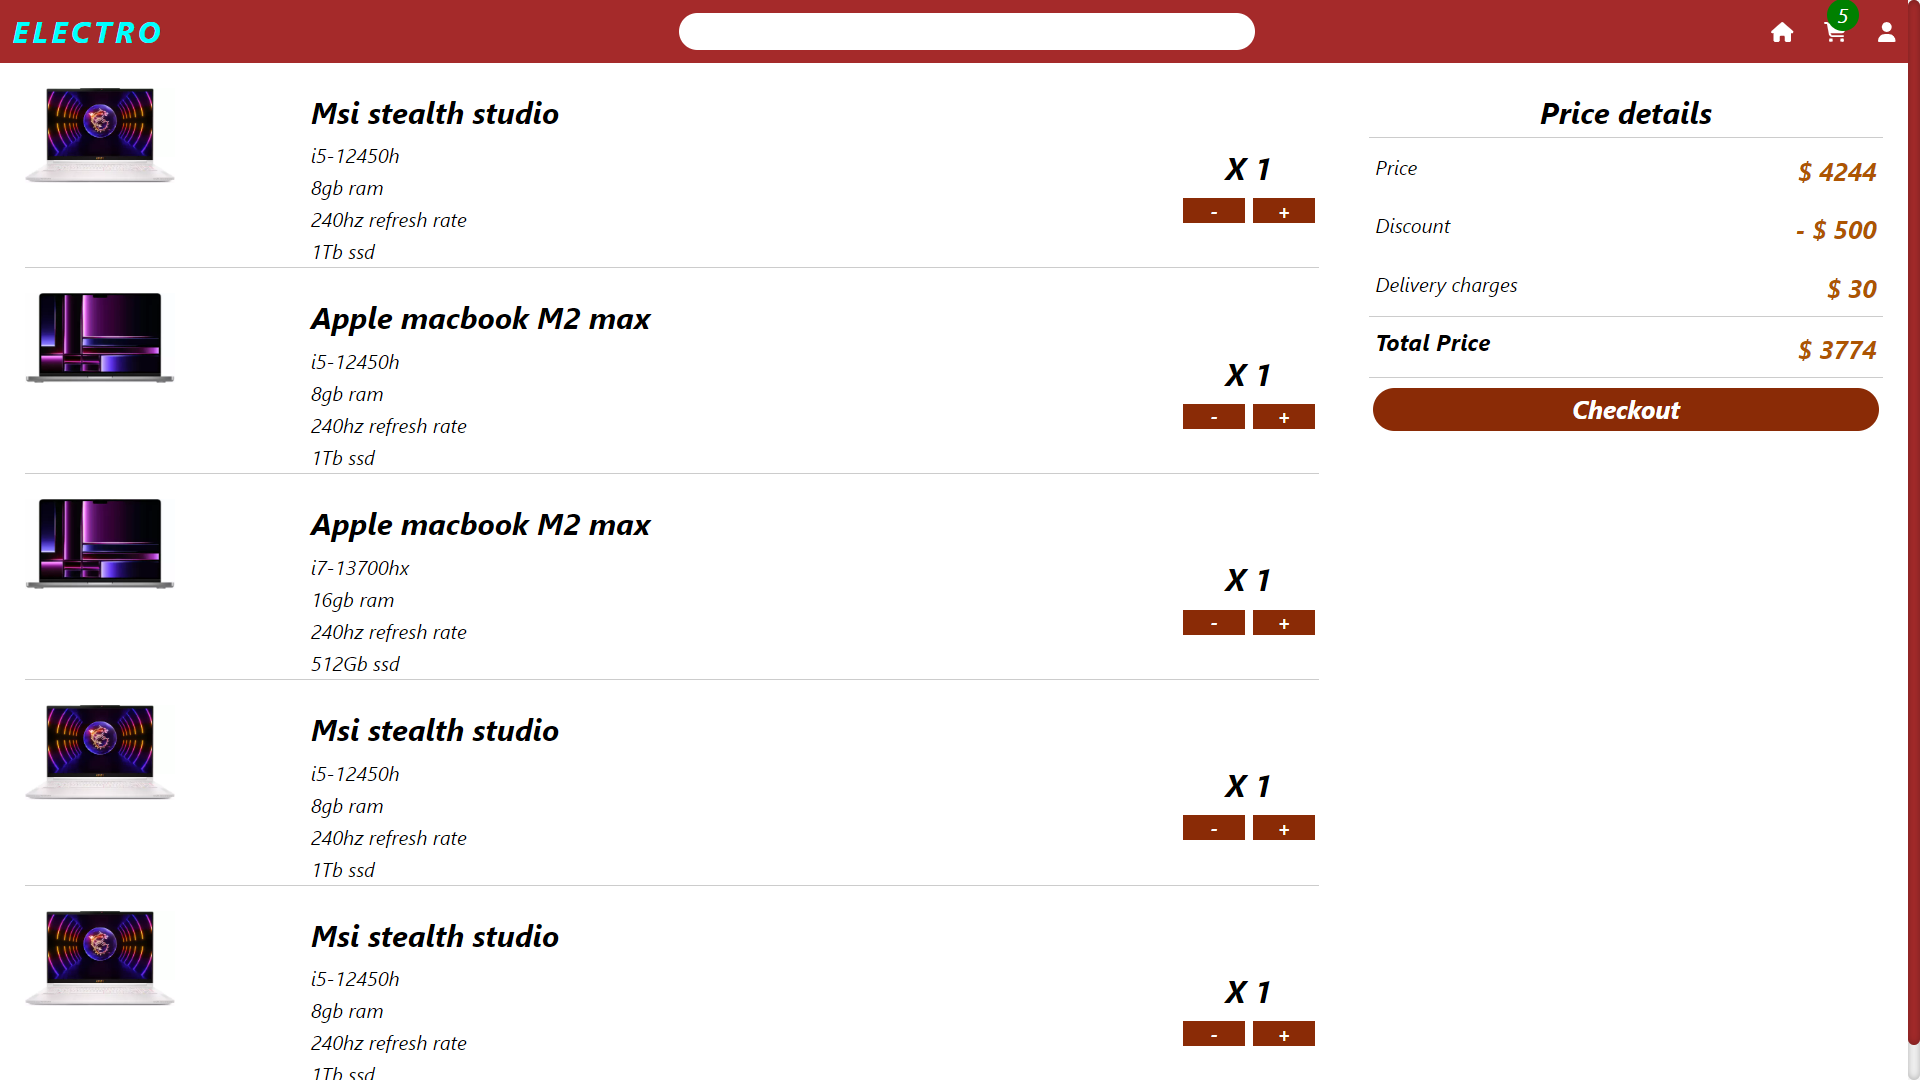 ELECTRO
5
Msi stealth studio
i5-12450h
8gb ram
240hz refresh rate
1Tb ssd
X 1
- +
Apple macbook M2 max
i5-12450h
8gb ram
240hz refresh rate
1Tb ssd
X 1
- +
Apple macbook M2 max
i7-13700hx
16gb ram
240hz refresh rate
512Gb ssd
X 1
- +
Msi stealth studio
i5-12450h
8gb ram
240hz refresh rate
1Tb ssd
X 1
- +
Msi stealth studio
i5-12450h
8gb ram
240hz refresh rate
1Tb ssd
X 1
- +
Price details
Price $ 4244
Discount - $ 500
Delivery charges $ 30
Total Price $ 3774
Checkout